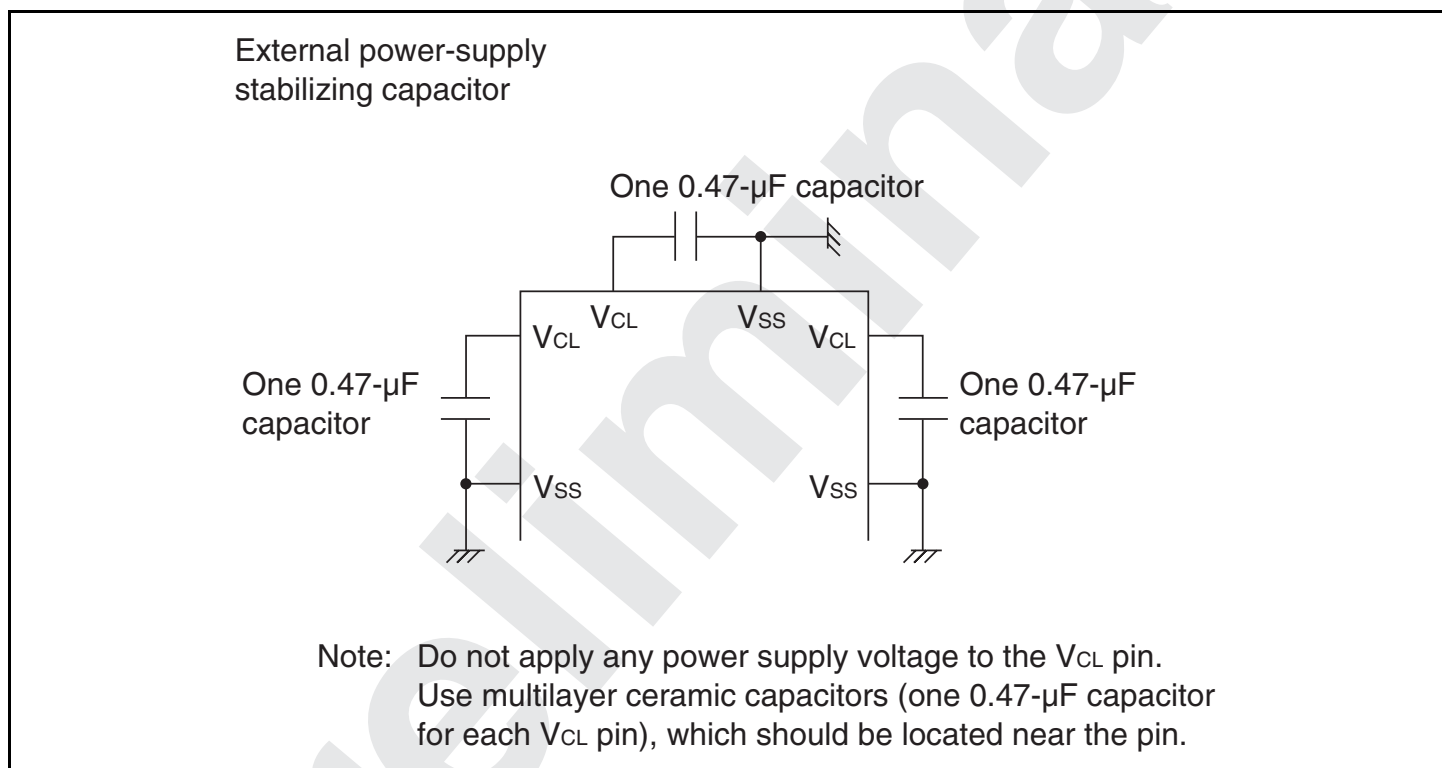 External power-supply
stabilizing capacitor
One 0.47-µF capacitor
VCL
VSS
VCL
VCL
One 0.47-µF
capacitor
One 0.47-µF
capacitor
VSS
VSS
Note: Do not apply any power supply voltage to the VCL pin.
Use multilayer ceramic capacitors (one 0.47-µF capacitor
for each VCL pin), which should be located near the pin.
elimina